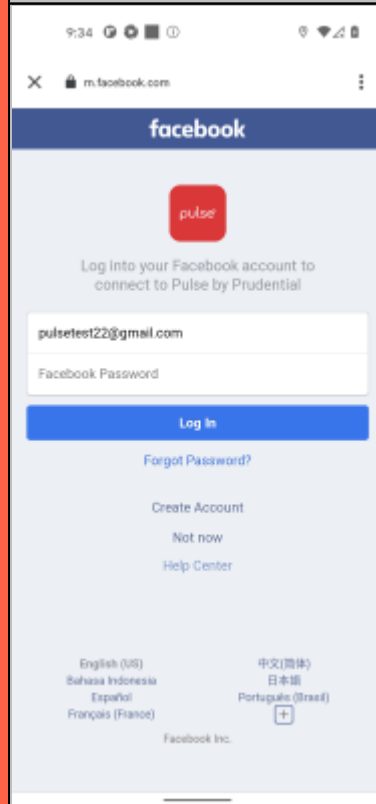 9:34
m.facebook.com
facebook
pulse
Log into your Facebook account to
connect to Pulse by Prudential
pulsetest22@gmail.com
Facebook Password
Log In
Forgot Password?
Create Account
Not now
Help Center
English (US)
中文(简体)
Bahasa Indonesia
日本語
Español
Português (Brasil)
Français (France)
Facebook Inc.